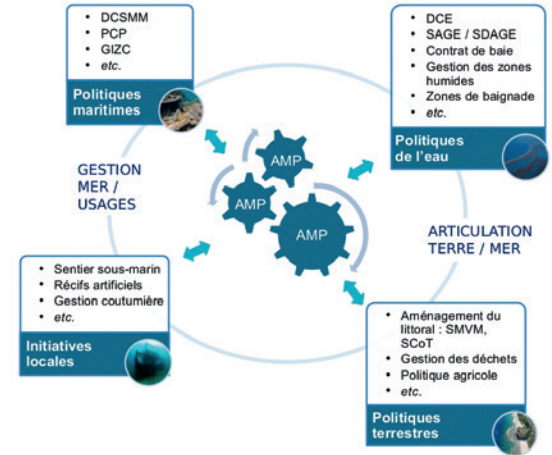 • DCSMM
• PCP
• GIZC
• etc.
Politiques
maritimes
• DCE
• SAGE / SDAGE
• Contrat de baie
• Gestion des zones
humides
• Zones de baignade
• etc.
Politiques
de l'eau
GESTION
MER /
USAGES
AMP
AMP
AMP
ARTICULATION
TERRE / MER
• Sentier sous-marin
• Récifs artificiels
• Gestion coutumière
• etc.
Initiatives
locales
• Aménagement du
littoral : SMVM,
SCoT
• Gestion des déchets
• Politique agricole
• etc.
Politiques
terrestres